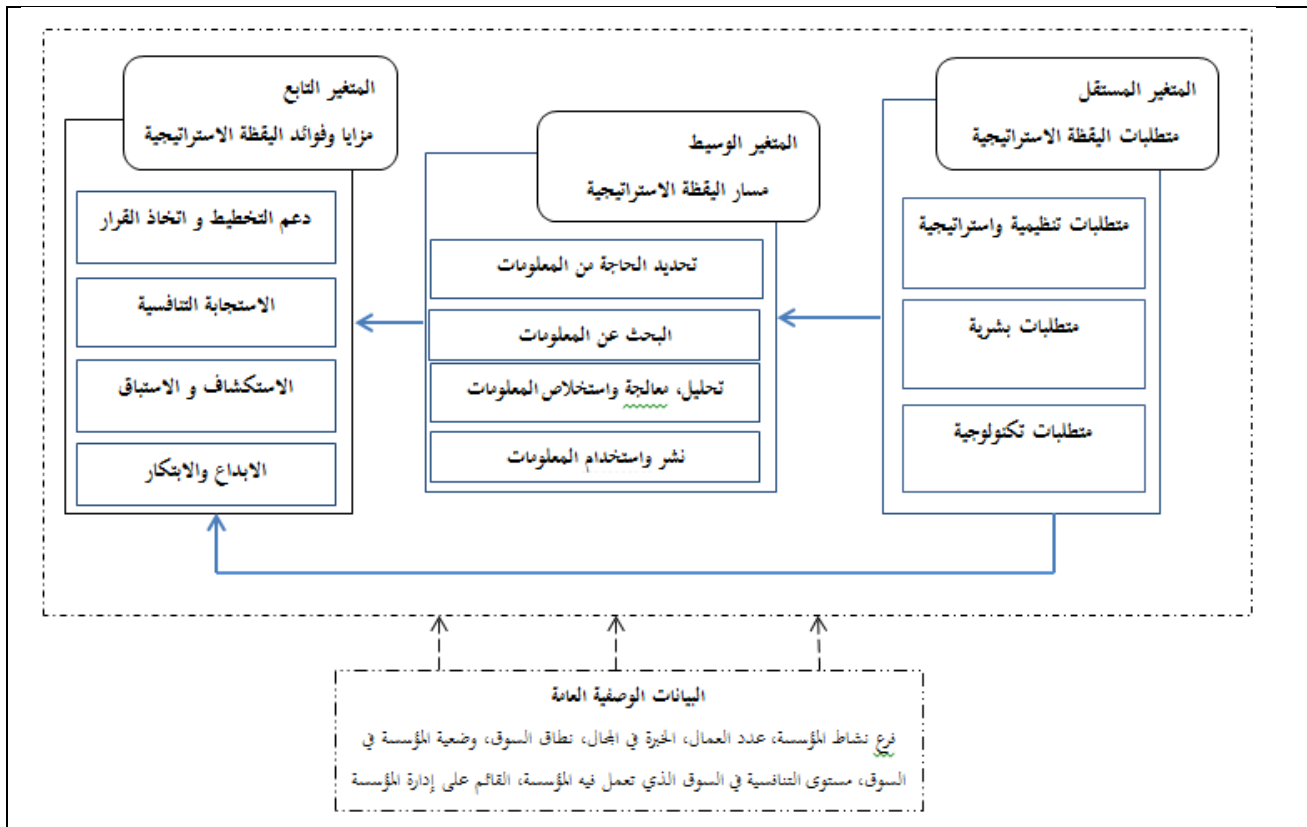 المتغير المستقل
متطلبات اليقظة الاستراتيجية
متطلبات تنظيمية واستراتيجية
متطلبات بشرية
متطلبات تكنولوجية
المتغير الوسيط
مسار اليقظة الاستراتيجية
تحديد الحاجة من المعلومات
البحث عن المعلومات
تحليل، معالجة واستخلاص المعلومات
نشر واستخدام المعلومات
المتغير التابع
مزايا وفوائد اليقظة الاستراتيجية
دعم التخطيط و اتخاذ القرار
الاستجابة التنافسية
الاستكشاف و الاستباق
الابداع والابتكار
البيانات الوصفية العامة
فرع نشاط المؤسسة، عدد العمال، الخبرة في المجال، نطاق السوق، وضعية المؤسسة في
السوق، مستوى التنافسية في السوق الذي تعمل فيه المؤسسة، القائم على إدارة المؤسسة